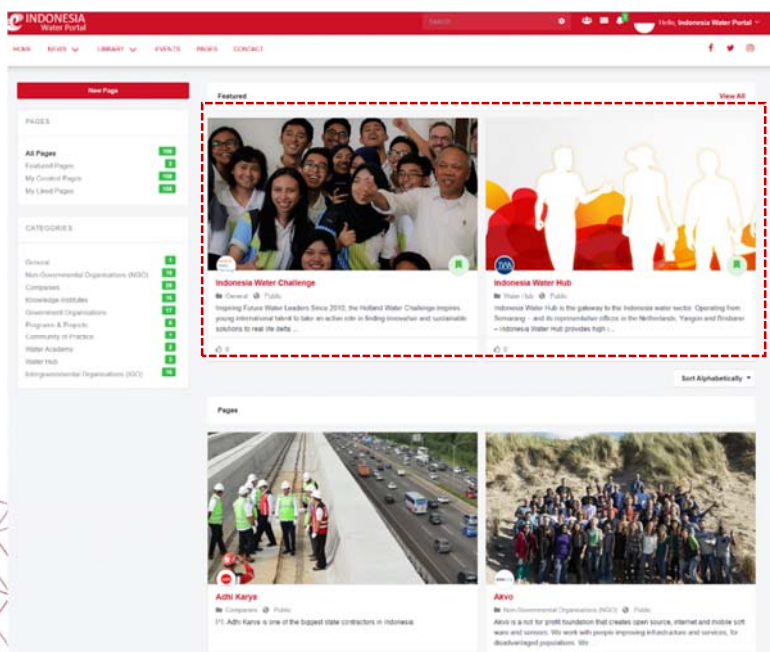 INDONESIA
Water Portal
Search
Hello, Indonesia Water Portal
HOME NEWS LIBRARY EVENTS PAGES CONTACT
New Page
PAGES
All Pages
Featured Pages
My Created Pages
My Liked Pages
CATEGORIES
General 1
Non-Governmental Organisations (NGO)
Companies
Knowledge Institutes
Government Organisations 17
Programs & Projects
Community of Practice
Water Academy
Water Hub
Intergovernmental Organisations (IGO)
Featured View All
Indonesia Water Challenge
General Public
Inspiring Future Water Leaders Since 2010, the Holland Water Challenge inspires
young international talent to take an active role in finding innovative and sustainable
solutions to real life delta ...
0
Indonesia Water Hub
Water Hub Public
Indonesia Water Hub is the gateway to the Indonesia water sector. Operating from
Semarang – and its representative offices in the Netherlands, Yangon and Brisbane
– Indonesia Water Hub provides high i...
0
Sort Alphabetically
Pages
Adhi Karya
Companies Public
PT. Adhi Karya is one of the biggest state contractors in Indonesia.
Akvo
Non-Governmental Organisations (NGO) Public
Akvo is a not for profit foundation that creates open source, internet and mobile soft
ware and sensors. We work with people improving infrastructure and services, for
disadvantaged populations. We ...